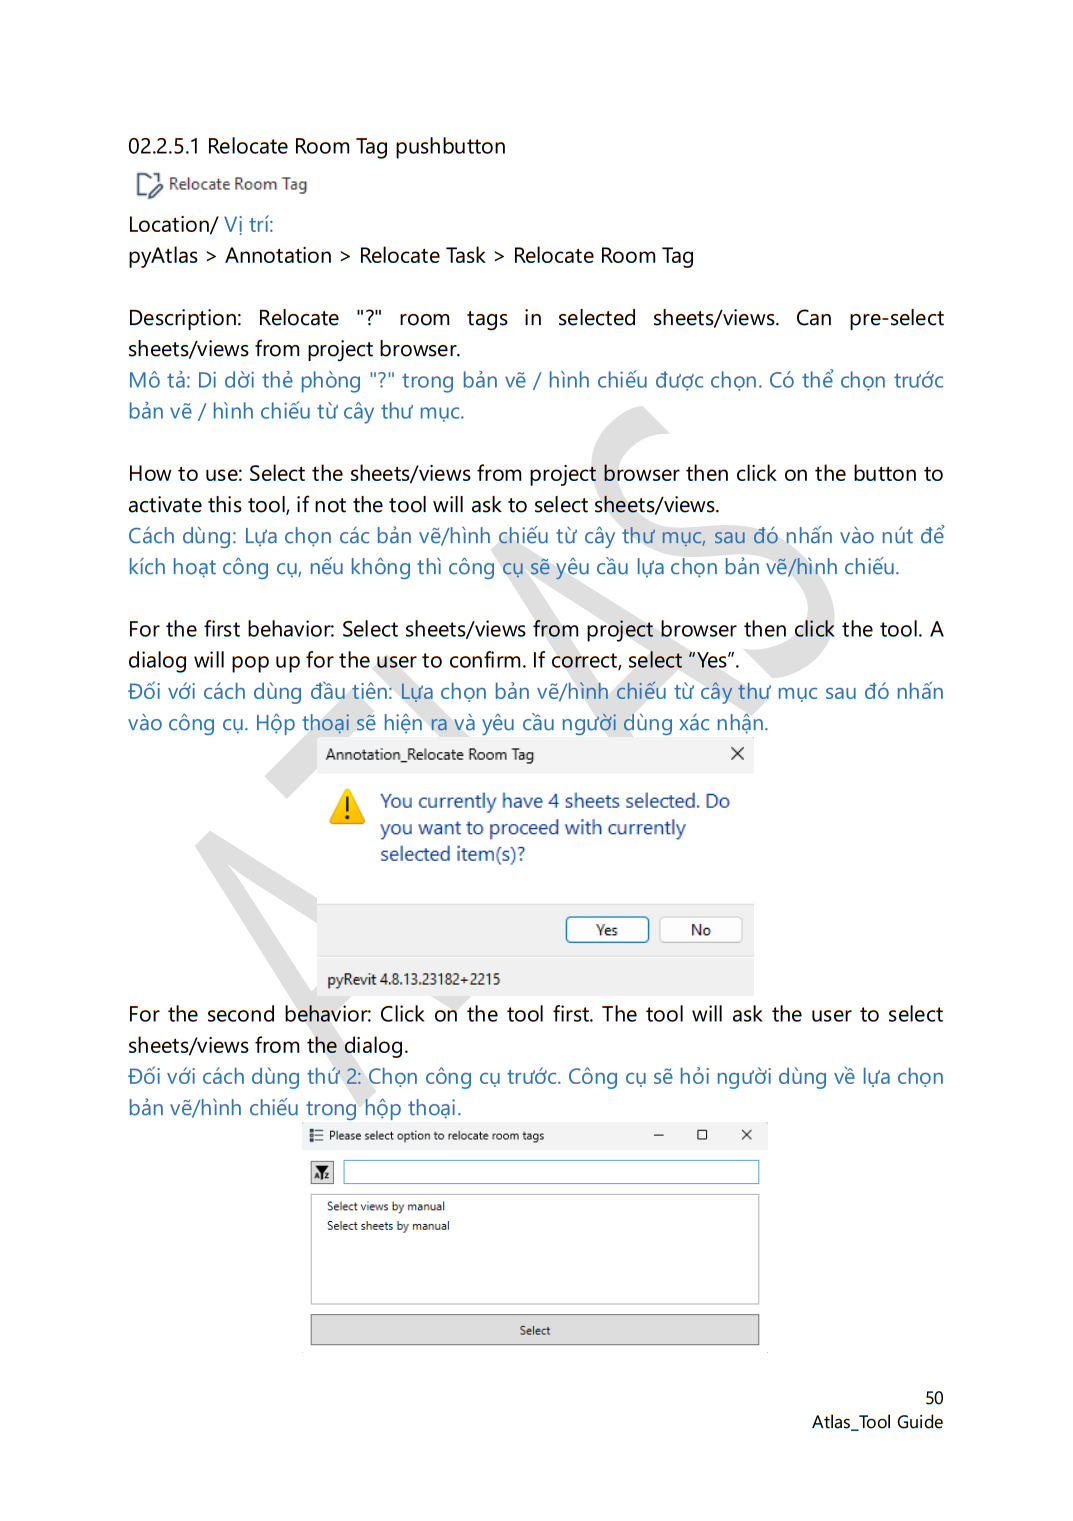 02.2.5.1 Relocate Room Tag pushbutton
Relocate Room Tag
Location/ Vị trí:
pyAtlas > Annotation > Relocate Task > Relocate Room Tag
Description: Relocate "?" room tags in selected sheets/views. Can pre-select
sheets/views from project browser.
Mô tả: Di dời thẻ phòng "?" trong bản vẽ / hình chiếu được chọn. Có thể chọn trước
bản vẽ / hình chiếu từ cây thư mục.
How to use: Select the sheets/views from project browser then click on the button to
activate this tool, if not the tool will ask to select sheets/views.
Cách dùng: Lựa chọn các bản vẽ/hình chiếu từ cây thư mục, sau đó nhấn vào nút để
kích hoạt công cụ, nếu không thì công cụ sẽ yêu cầu lựa chọn bản vẽ/hình chiếu.
For the first behavior: Select sheets/views from project browser then click the tool. A
dialog will pop up for the user to confirm. If correct, select “Yes”.
Đối với cách dùng đầu tiên: Lựa chọn bản vẽ/hình chiếu từ cây thư mục sau đó nhấn
vào công cụ. Hộp thoại sẽ hiện ra và yêu cầu người dùng xác nhận.
Annotation_Relocate Room Tag
You currently have 4 sheets selected. Do
you want to proceed with currently
selected item(s)?
Yes No
pyRevit 4.8.13.23182+2215
For the second behavior: Click on the tool first. The tool will ask the user to select
sheets/views from the dialog.
Đối với cách dùng thứ 2: Chọn công cụ trước. Công cụ sẽ hỏi người dùng về lựa chọn
bản vẽ/hình chiếu trong hộp thoại.
Please select option to relocate room tags
Select views by manual
Select sheets by manual
Select
50
Atlas_Tool Guide
ATLAS